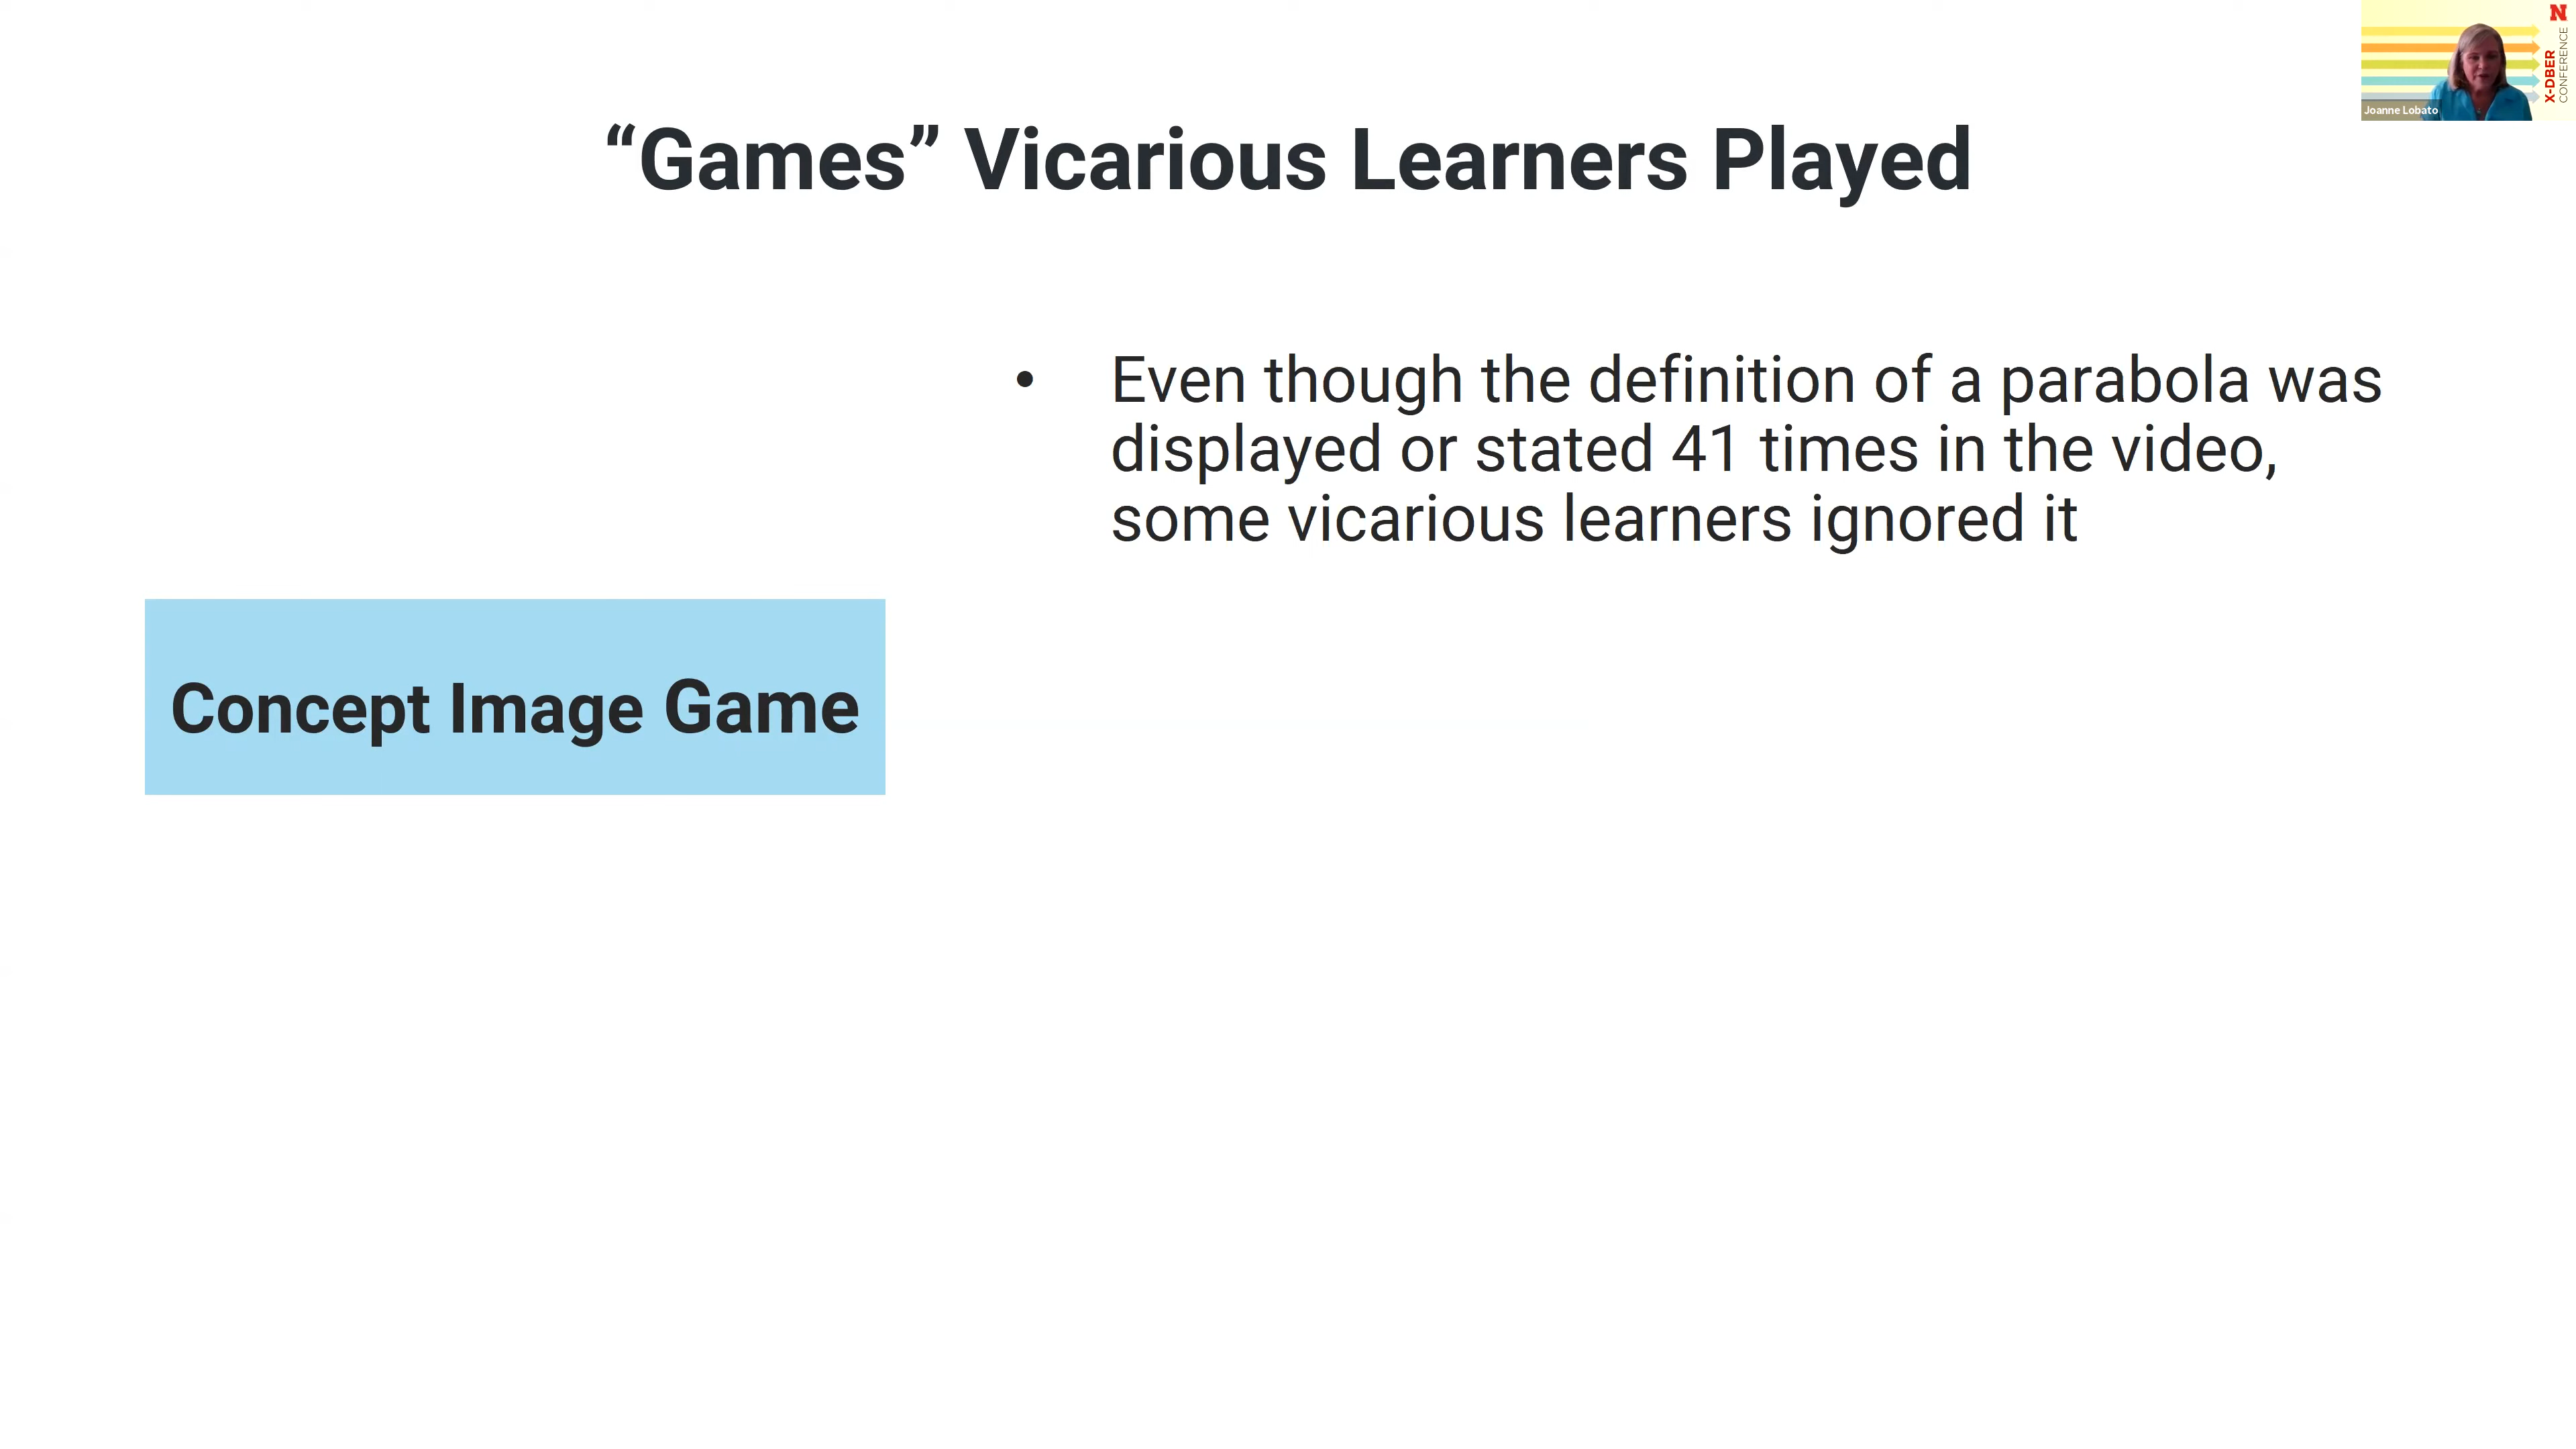 N
X-DBER
CONFERENCE
Joanne Lobato
“Games” Vicarious Learners Played
• Even though the definition of a parabola was
displayed or stated 41 times in the video,
some vicarious learners ignored it
Concept Image Game